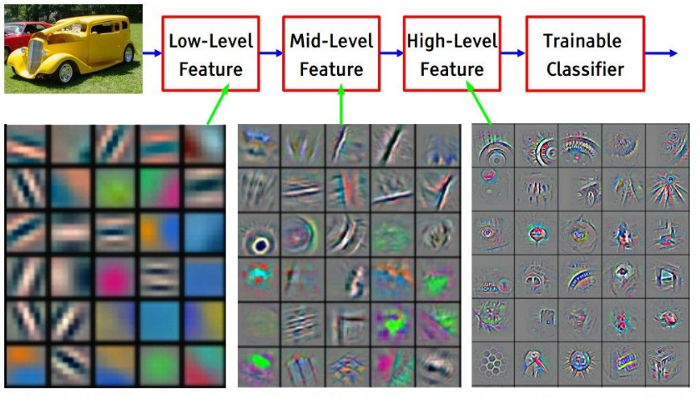 Low-Level
Feature
Mid-Level
Feature
High-Level
Feature
Trainable
Classifier